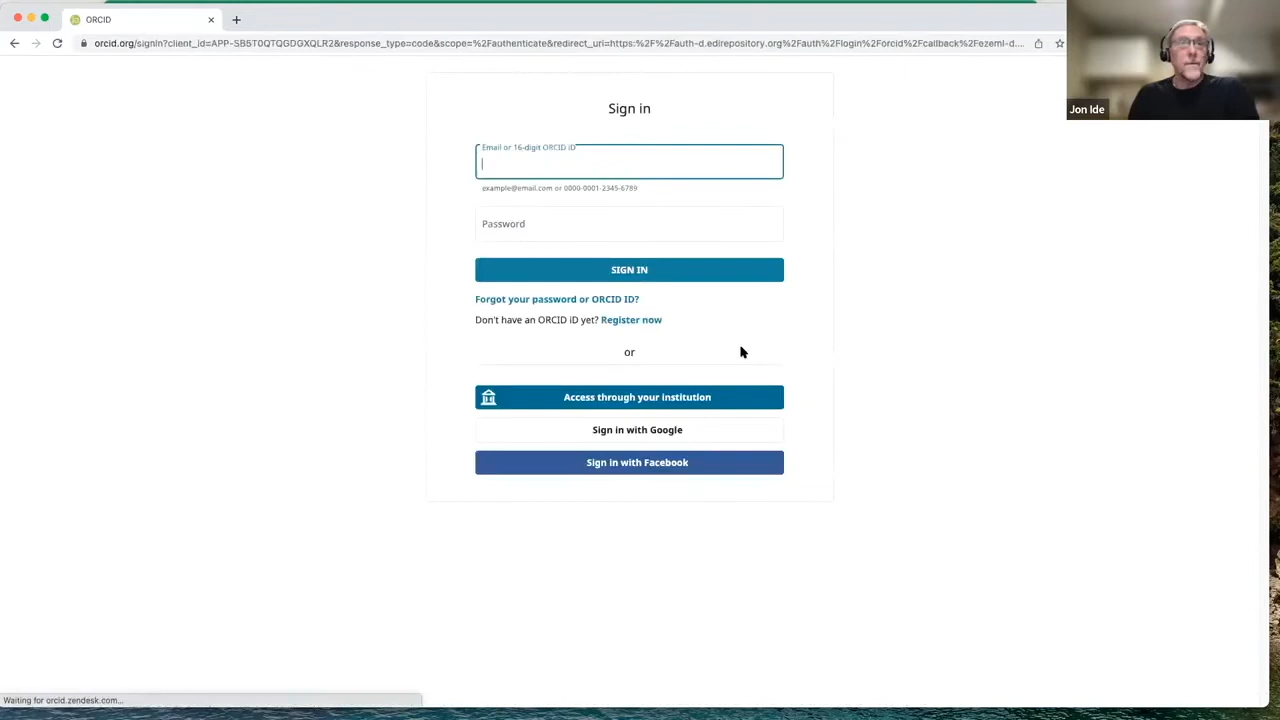 ORCID
orcid.org/signin?client_id=APP-SB5T0QTQGDGXQLR2&response_type=code&scope=%2Fauthenticate&redirect_uri=https:%2F%2Fauth-d.edirepository.org%2Fauth%2Flogin%2Forcid%2Fcallback%2Fezeml-d....
Jon Ide
Sign in
Email or 16-digit ORCID iD
example@email.com or 0000-0001-2345-6789
Password
SIGN IN
Forgot your password or ORCID ID?
Don't have an ORCID iD yet? Register now
or
Access through your institution
Sign in with Google
Sign in with Facebook
Waiting for orcid.zendesk.com...